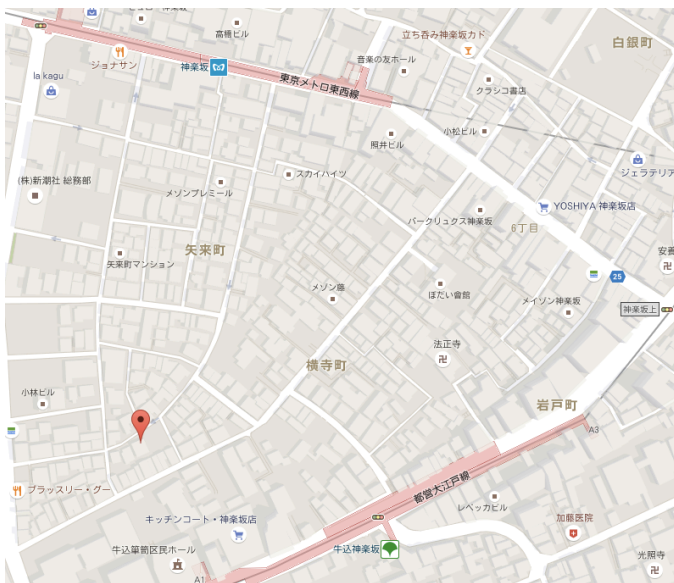 高橋ビル
立ち呑み神楽坂カド
白銀町
ジョナサン
神楽坂
音楽の友ホール
la kagu
東京メトロ東西線
クラシコ書店
照井ビル
小松ビル
ジェラテリア
スカイハイツ
(株)新潮社 総務部
メゾンプレミール
YOSHIYA 神楽坂店
パークリュクス神楽坂
6丁目
矢来町
安養
矢来町マンション
25
メゾン蕗
ぼたい會館
メイゾン神楽坂
神楽坂上
法正寺
横寺町
小林ビル
岩戸町
A3
都営大江戸線
ブラッスリー・グー
レベッカビル
キッチンコート・神楽坂店
加藤医院
牛込神楽坂
牛込箪笥区民ホール
光照寺
A1